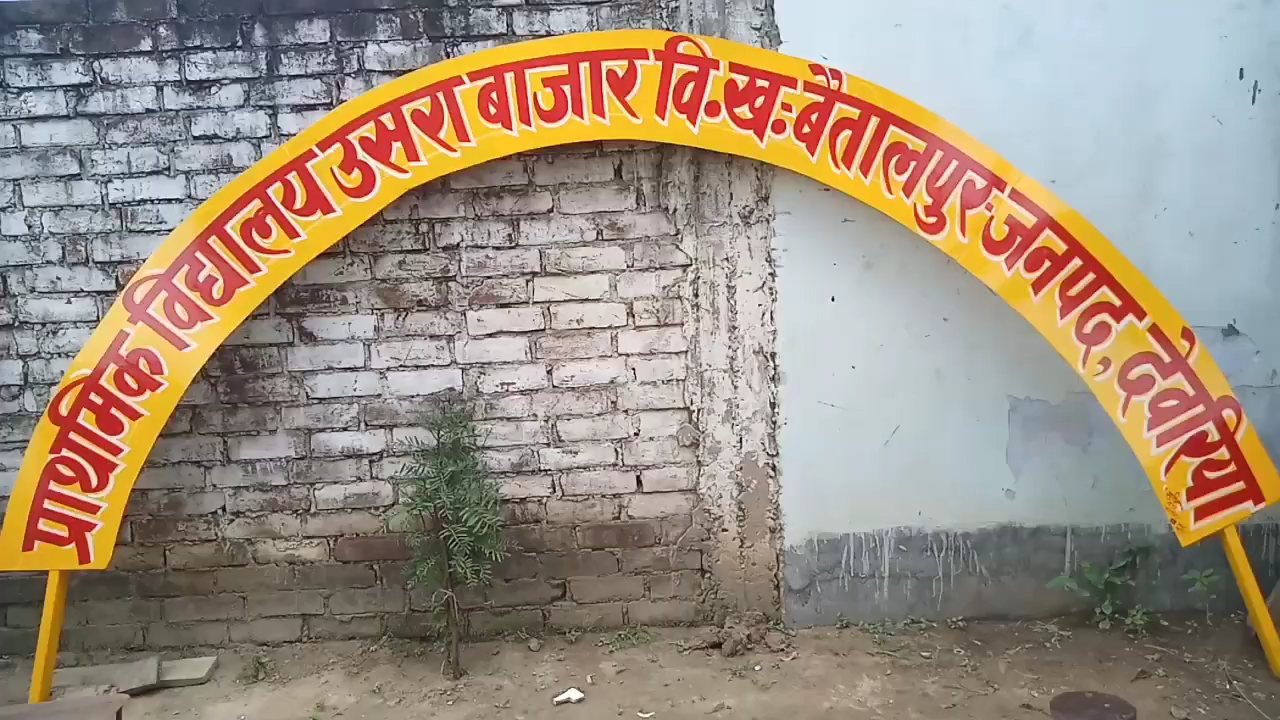 प्राथमिक विद्यालय उसरा बाजार वि.खः बैतालपुर-जनपद, देवरिया